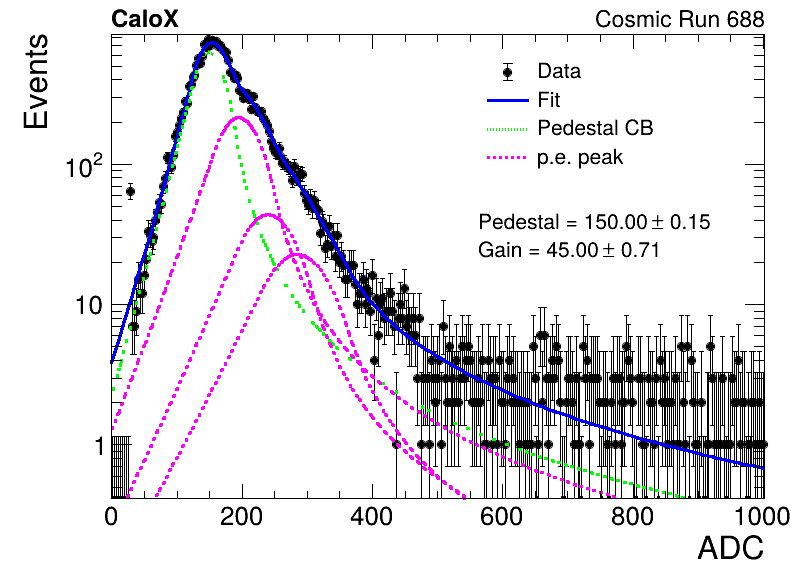 CaloX Cosmic Run 688
Events
Data
Fit
Pedestal CB
p.e. peak
Pedestal = 150.00 ± 0.15
Gain = 45.00 ± 0.71
10²
10
1
0 200 400 600 800 1000
ADC